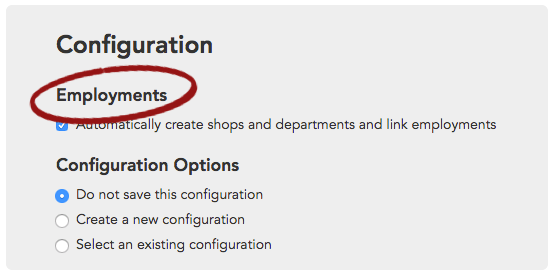 Configuration
Employments
Automatically create shops and departments and link employments
Configuration Options
Do not save this configuration
Create a new configuration
Select an existing configuration